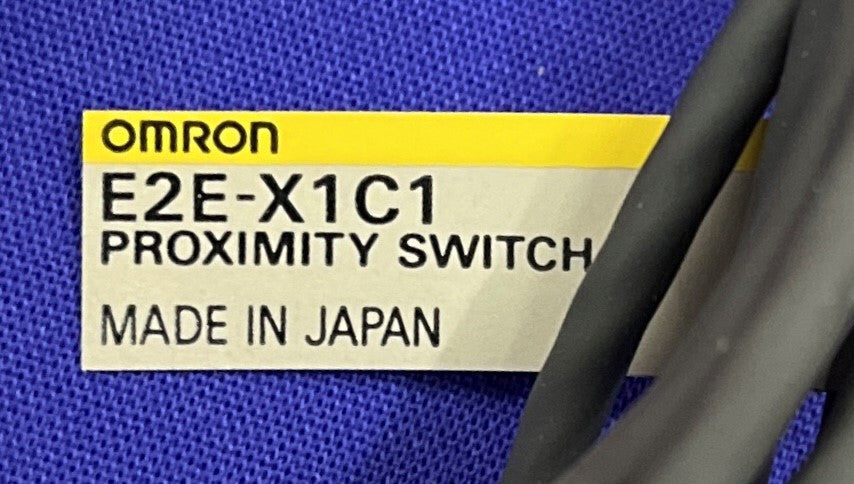 OMRON
E2E-X1C1
PROXIMITY SWITCH
MADE IN JAPAN